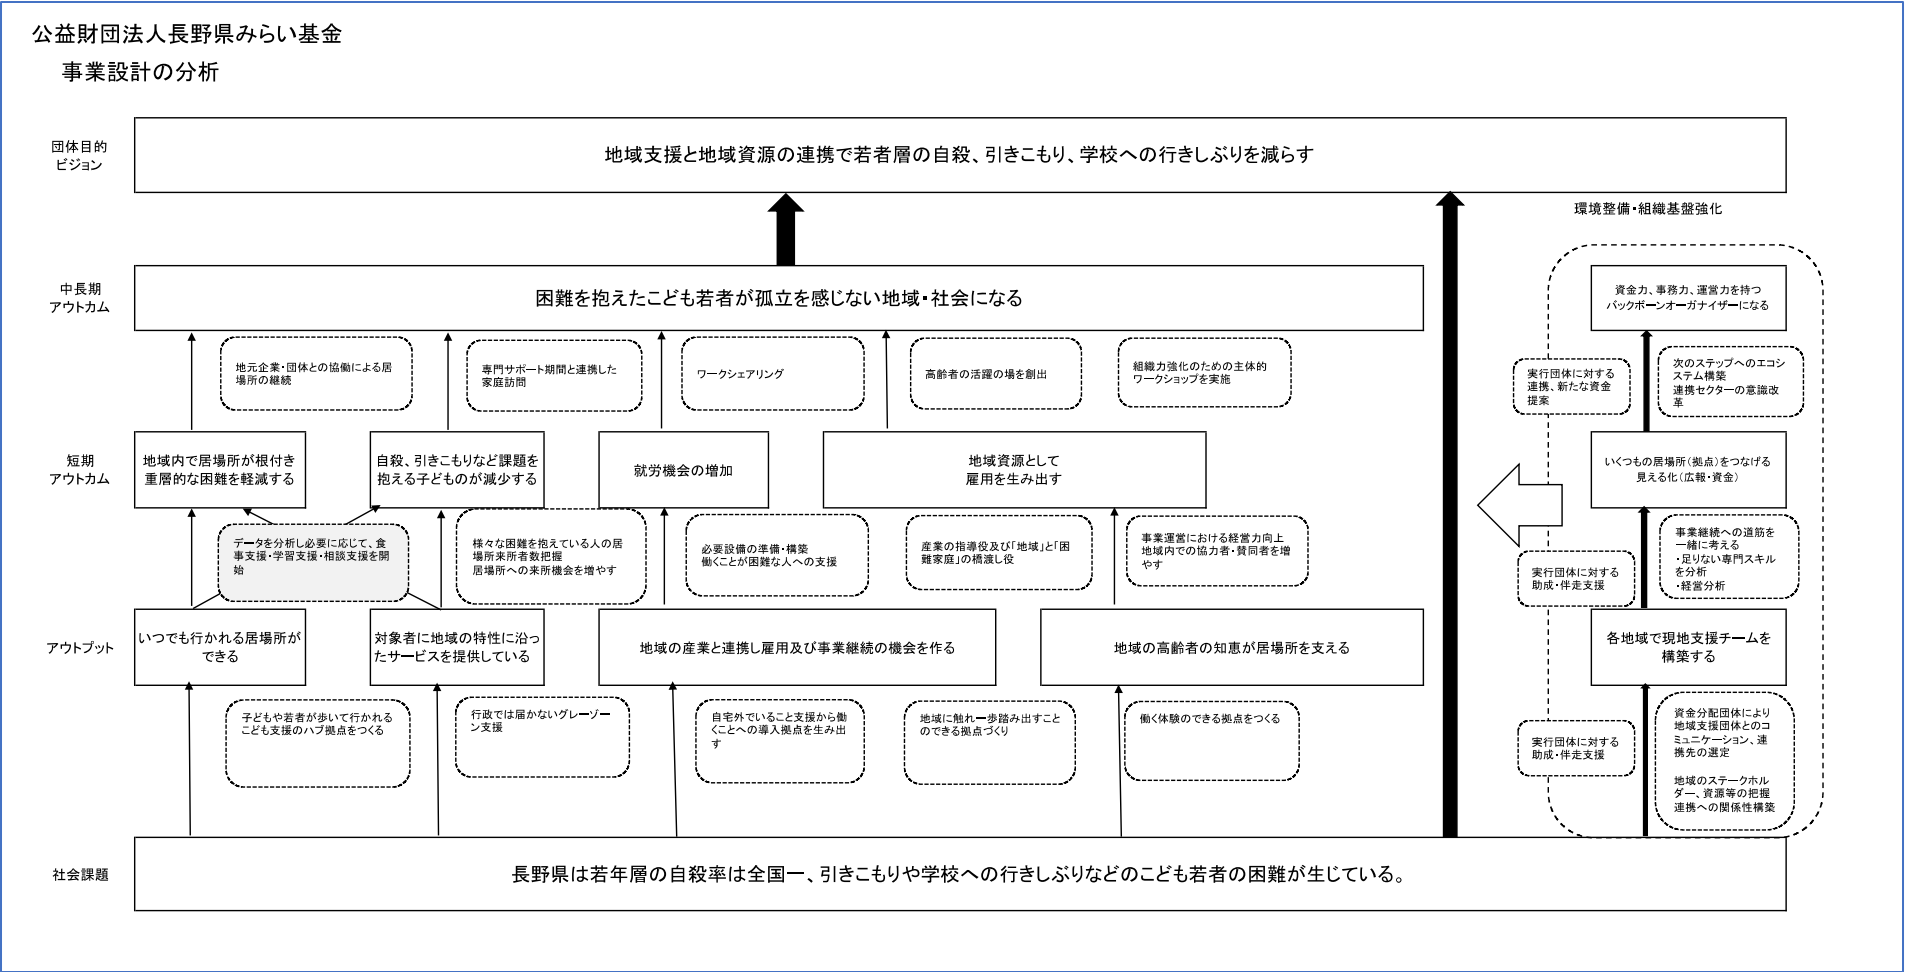 公益財団法人長野県みらい基金
事業設計の分析
団体目的
ビジョン
地域支援と地域資源の連携で若者層の自殺、引きこもり、学校への行きしぶりを減らす
環境整備・組織基盤強化
中長期
アウトカム
困難を抱えたこども若者が孤立を感じない地域・社会になる
資金力、事務力、運営力を持つ
バックボーンオーガナイザーになる
地元企業・団体との協働による居
場所の継続
専門サポート期間と連携した
家庭訪問
ワークシェアリング
高齢者の活躍の場を創出
組織力強化のための主体的
ワークショップを実施
実行団体に対する
連携、新たな資金
提案
次のステップへのエコシ
ステム構築
連携セクターの意識改
革
短期
アウトカム
地域内で居場所が根付き
重層的な困難を軽減する
自殺、引きこもりなど課題を
抱える子どものが減少する
就労機会の増加
地域資源として
雇用を生み出す
いくつもの居場所（拠点）をつなげる
見える化（広報・資金）
データを分析し必要に応じて、食
事支援・学習支援・相談支援を開
始
様々な困難を抱えている人の居
場所来所者数把握
居場所への来所機会を増やす
必要設備の準備・構築
働くことが困難な人への支援
産業の指導役及び「地域」と「困
難家庭」の橋渡し役
事業運営における経営力向上
地域内での協力者・賛同者を増
やす
実行団体に対する
助成・伴走支援
事業継続への道筋を
一緒に考える
・足りない専門スキル
を分析
・経営分析
アウトプット
いつでも行かれる居場所が
できる
対象者に地域の特性に沿っ
たサービスを提供している
地域の産業と連携し雇用及び事業継続の機会を作る
地域の高齢者の知恵が居場所を支える
各地域で現地支援チームを
構築する
子どもや若者が歩いて行かれる
こども支援のハブ拠点をつくる
行政では届かないグレーゾー
ン支援
自宅外でいること支援から働
くことへの導入拠点を生み出
す
地域に触れ一歩踏み出すこと
のできる拠点づくり
働く体験のできる拠点をつくる
実行団体に対する
助成・伴走支援
資金分配団体により
地域支援団体とのコ
ミュニケーション、連
携先の選定
地域のステークホル
ダー、資源等の把握
連携への関係性構築
社会課題
長野県は若年層の自殺率は全国一、引きこもりや学校への行きしぶりなどのこども若者の困難が生じている。